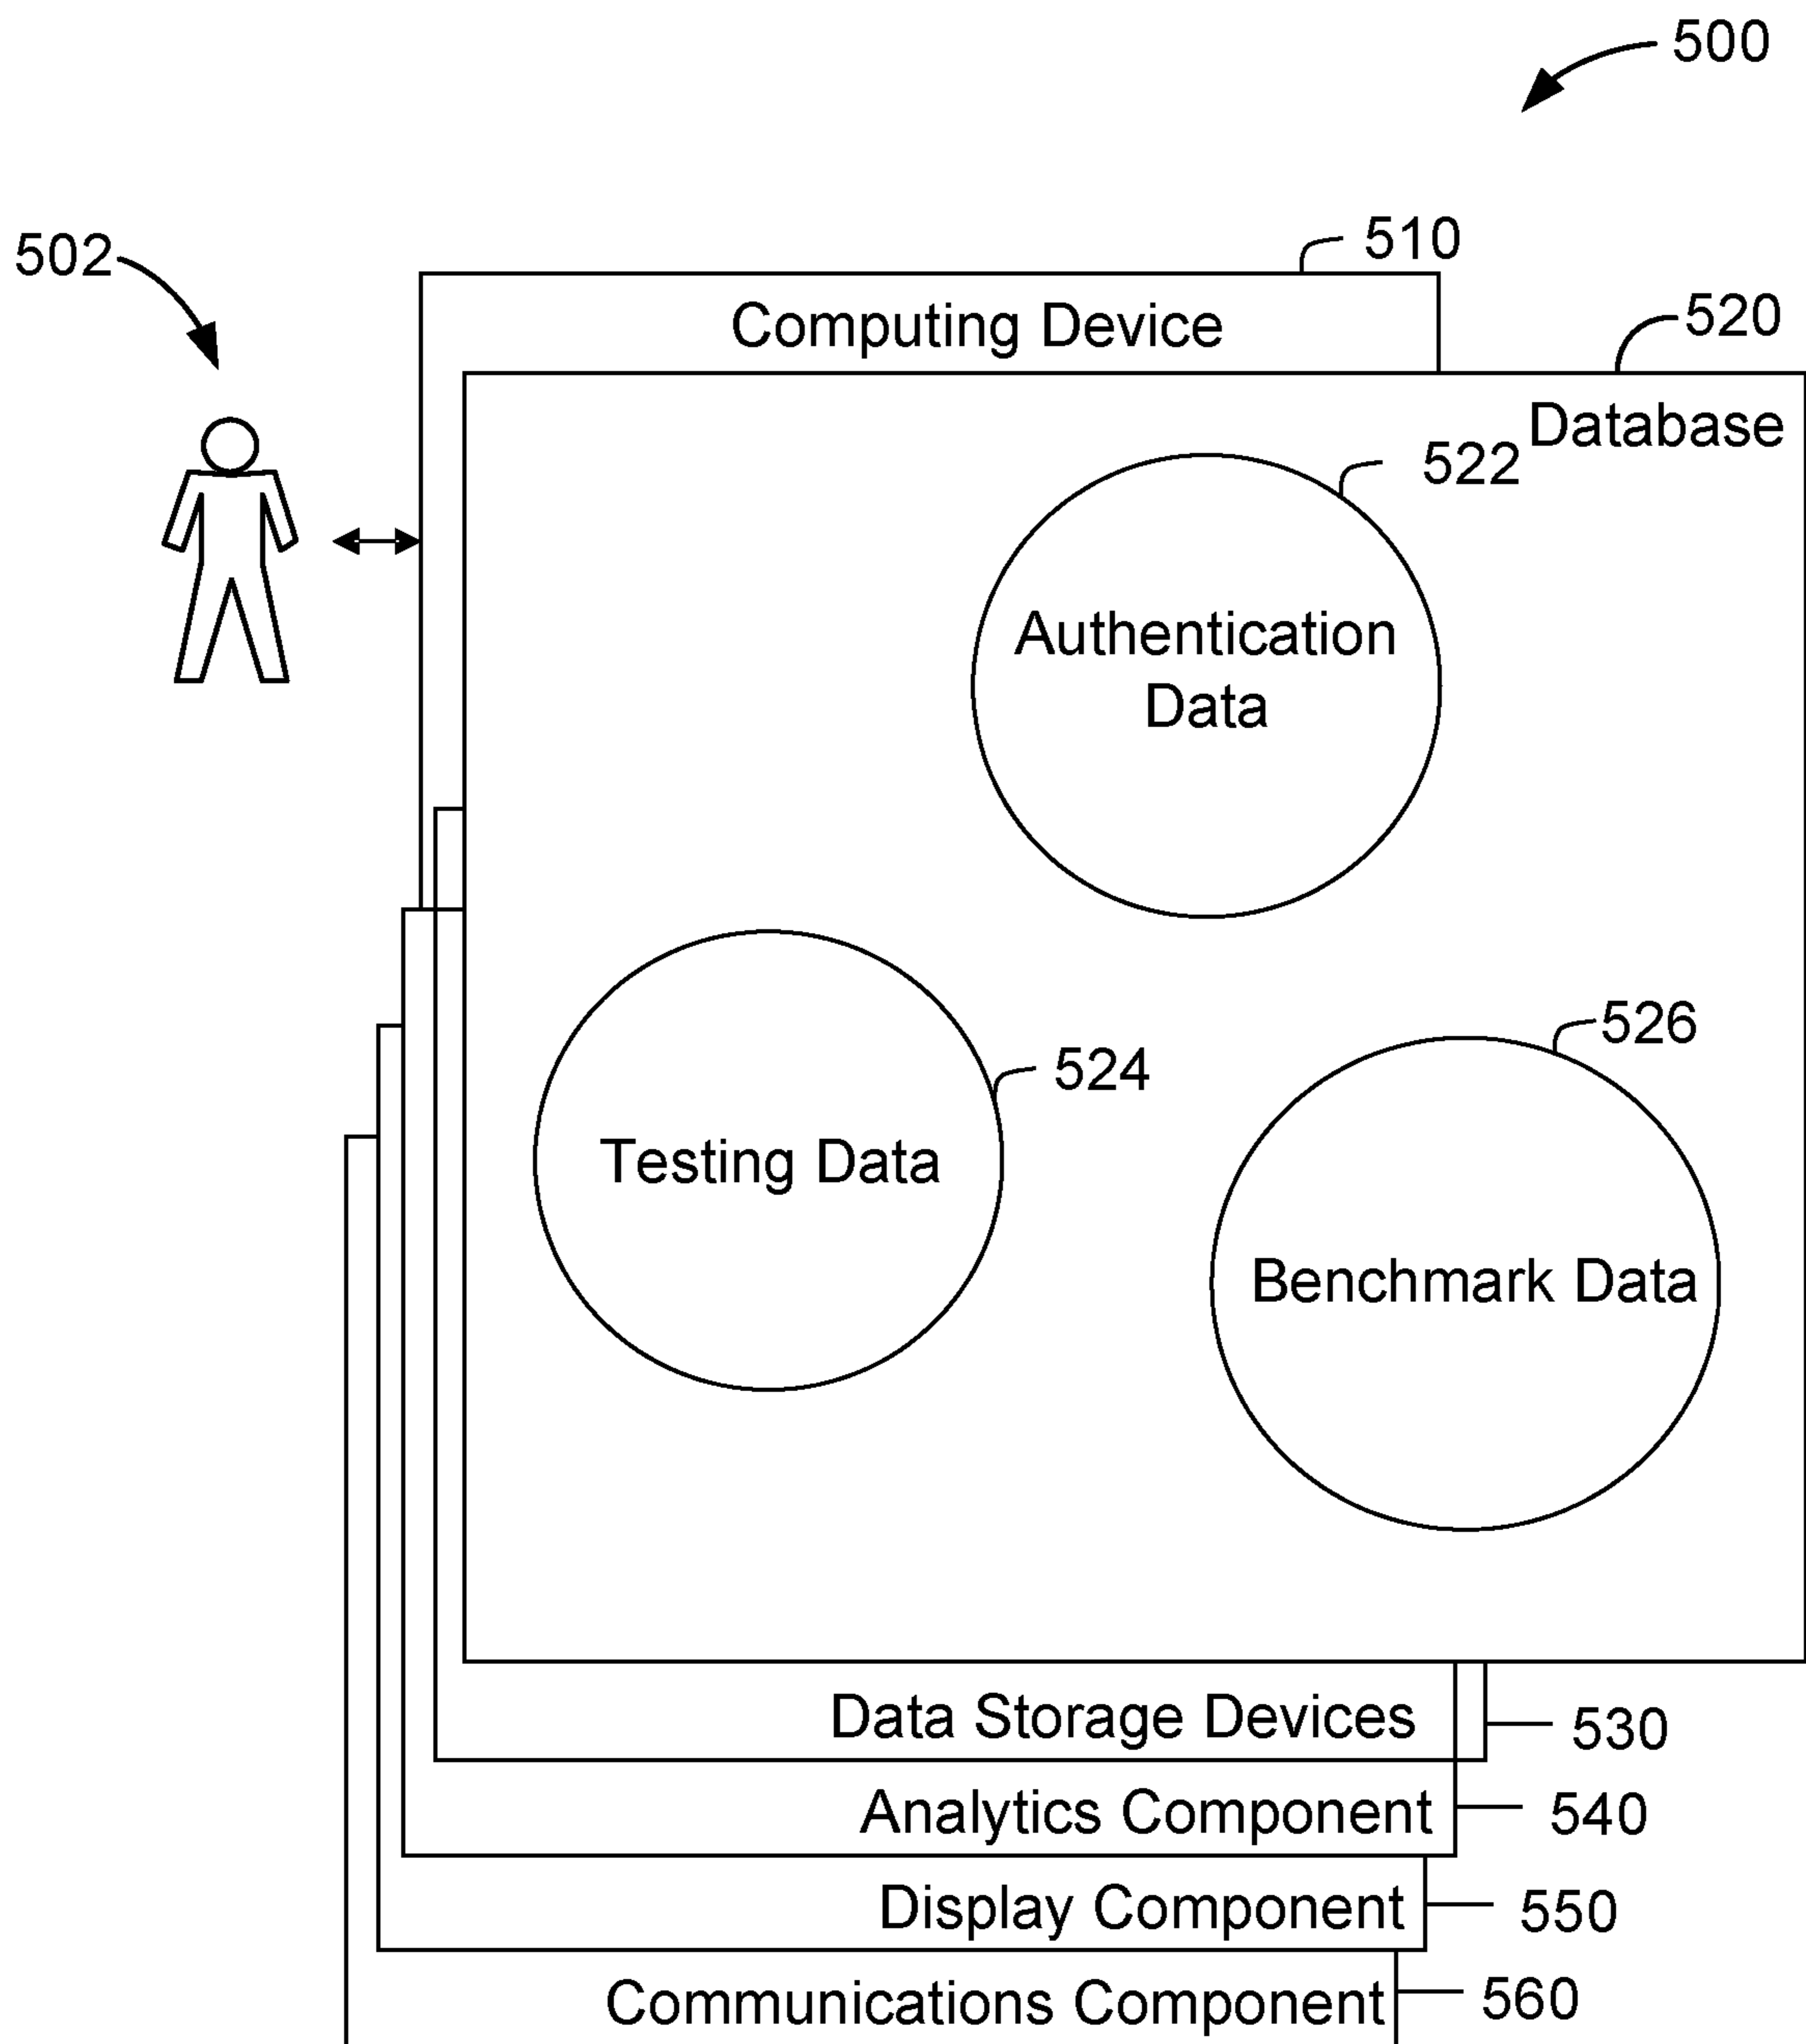 500
502
510
Computing Device
520
Database
522
Authentication
Data
526
524
Testing Data
Benchmark Data
Data Storage Devices
530
Analytics Component
540
Display Component
550
Communications Component
560